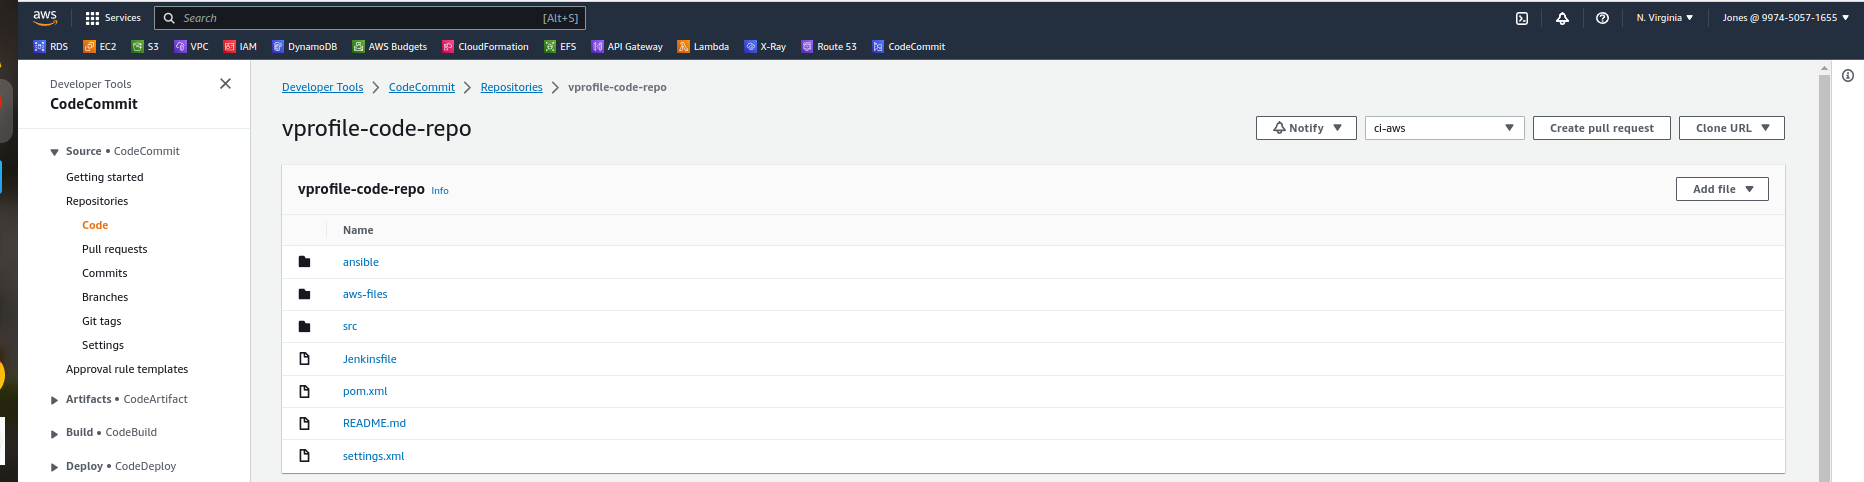 aws Services Search [Alt+S] N. Virginia Jones @ 9974-5057-1655
RDS EC2 S3 VPC IAM DynamoDB AWS Budgets CloudFormation EFS API Gateway Lambda X-Ray Route 53 CodeCommit
Developer Tools
CodeCommit
Source • CodeCommit
Getting started
Repositories
Code
Pull requests
Commits
Branches
Git tags
Settings
Approval rule templates
Artifacts • CodeArtifact
Build • CodeBuild
Deploy • CodeDeploy
Developer Tools > CodeCommit > Repositories > vprofile-code-repo
vprofile-code-repo
Notify ci-aws Create pull request Clone URL
vprofile-code-repo Info Add file
Name
ansible
aws-files
src
Jenkinsfile
pom.xml
README.md
settings.xml